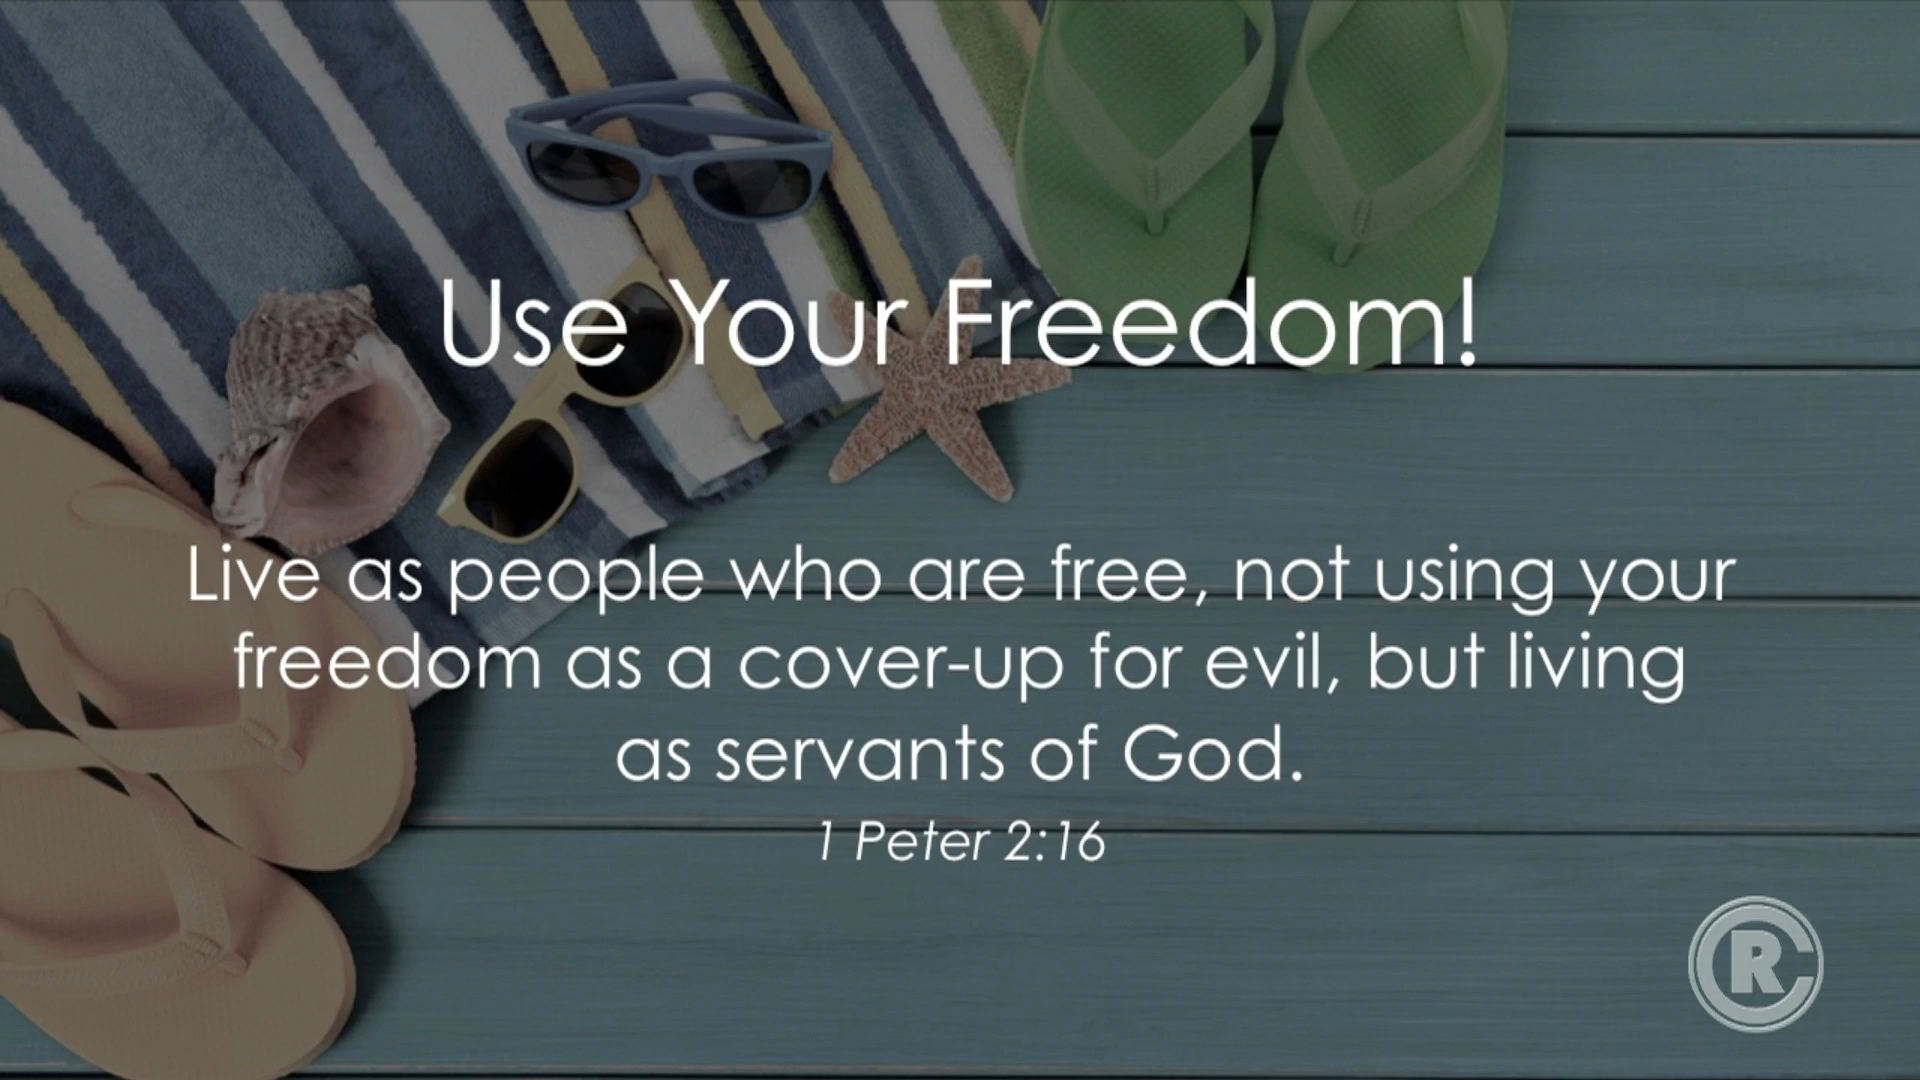 Use Your Freedom!
Live as people who are free, not using your
freedom as a cover-up for evil, but living
as servants of God.
1 Peter 2:16
CR